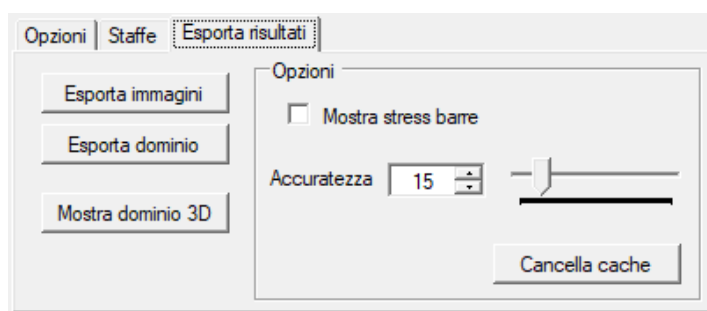 Opzioni Staffe Esporta risultati
Esporta immagini
Esporta dominio
Mostra dominio 3D
Opzioni
Mostra stress barre
Accuratezza 15
Cancella cache